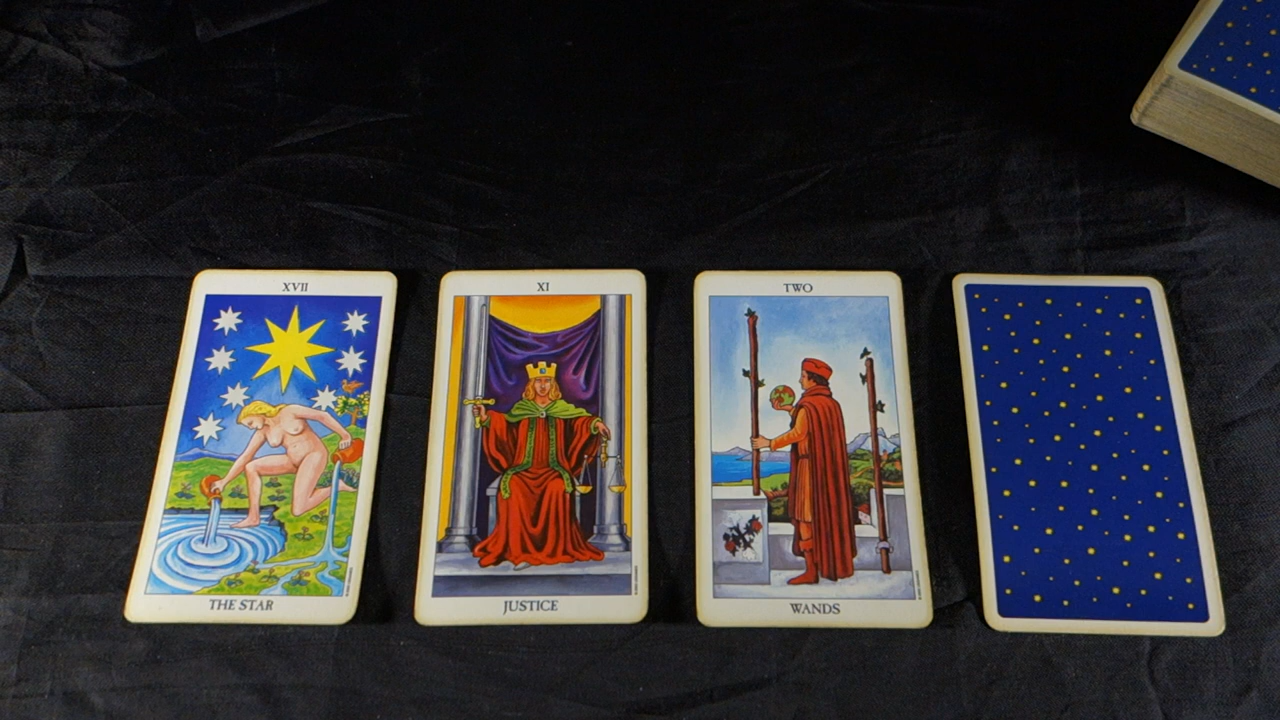 XVII
THE STAR
XI
JUSTICE
TWO
WANDS